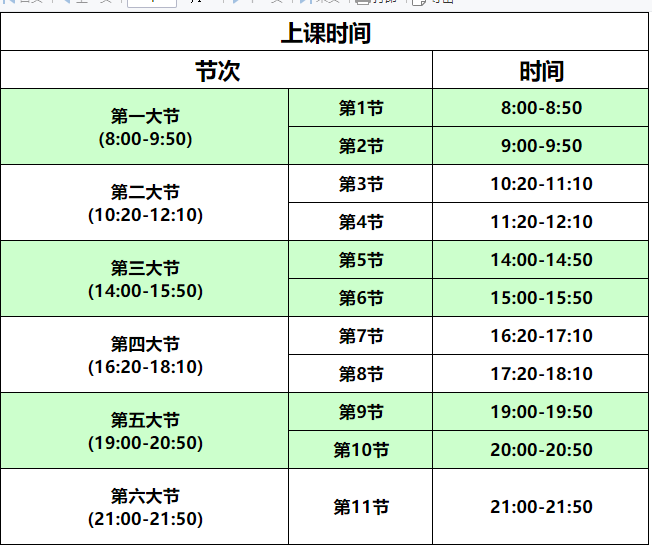 上课时间
节次 时间
第一大节
(8:00-9:50)
第1节 8:00-8:50
第2节 9:00-9:50
第二大节
(10:20-12:10)
第3节 10:20-11:10
第4节 11:20-12:10
第三大节
(14:00-15:50)
第5节 14:00-14:50
第6节 15:00-15:50
第四大节
(16:20-18:10)
第7节 16:20-17:10
第8节 17:20-18:10
第五大节
(19:00-20:50)
第9节 19:00-19:50
第10节 20:00-20:50
第六大节
(21:00-21:50)
第11节 21:00-21:50